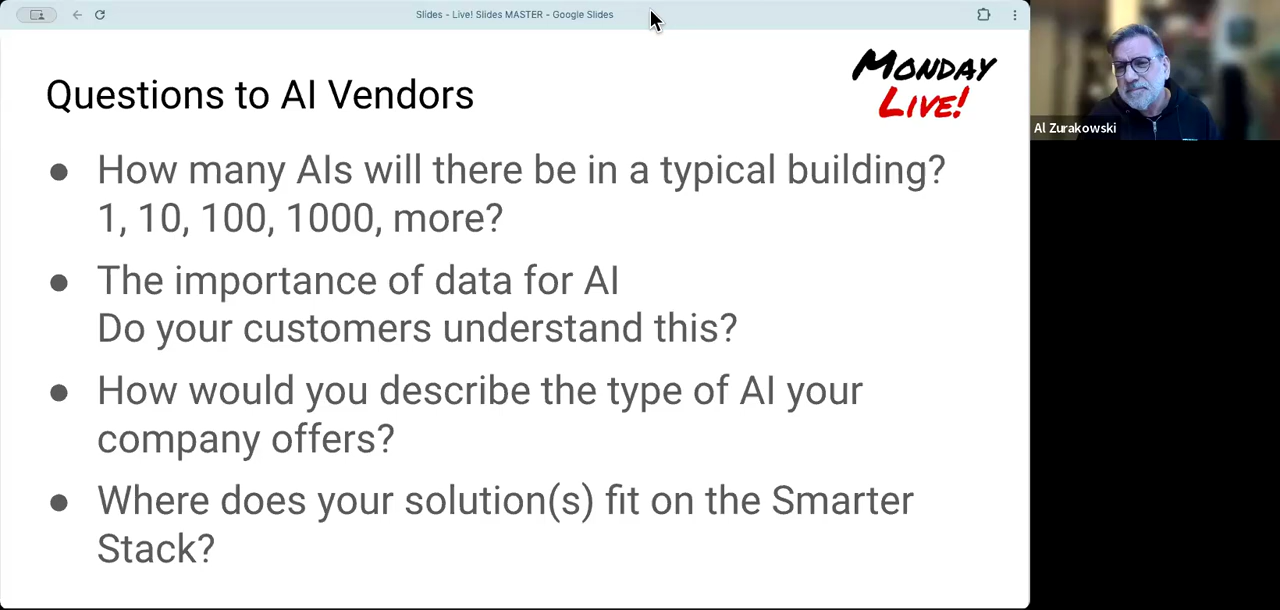 Slides - Live! Slides MASTER - Google Slides
Questions to AI Vendors
MONDAY
LIVE!
● How many AIs will there be in a typical building?
1, 10, 100, 1000, more?
● The importance of data for AI
Do your customers understand this?
● How would you describe the type of AI your
company offers?
● Where does your solution(s) fit on the Smarter
Stack?
Al Zurakowski